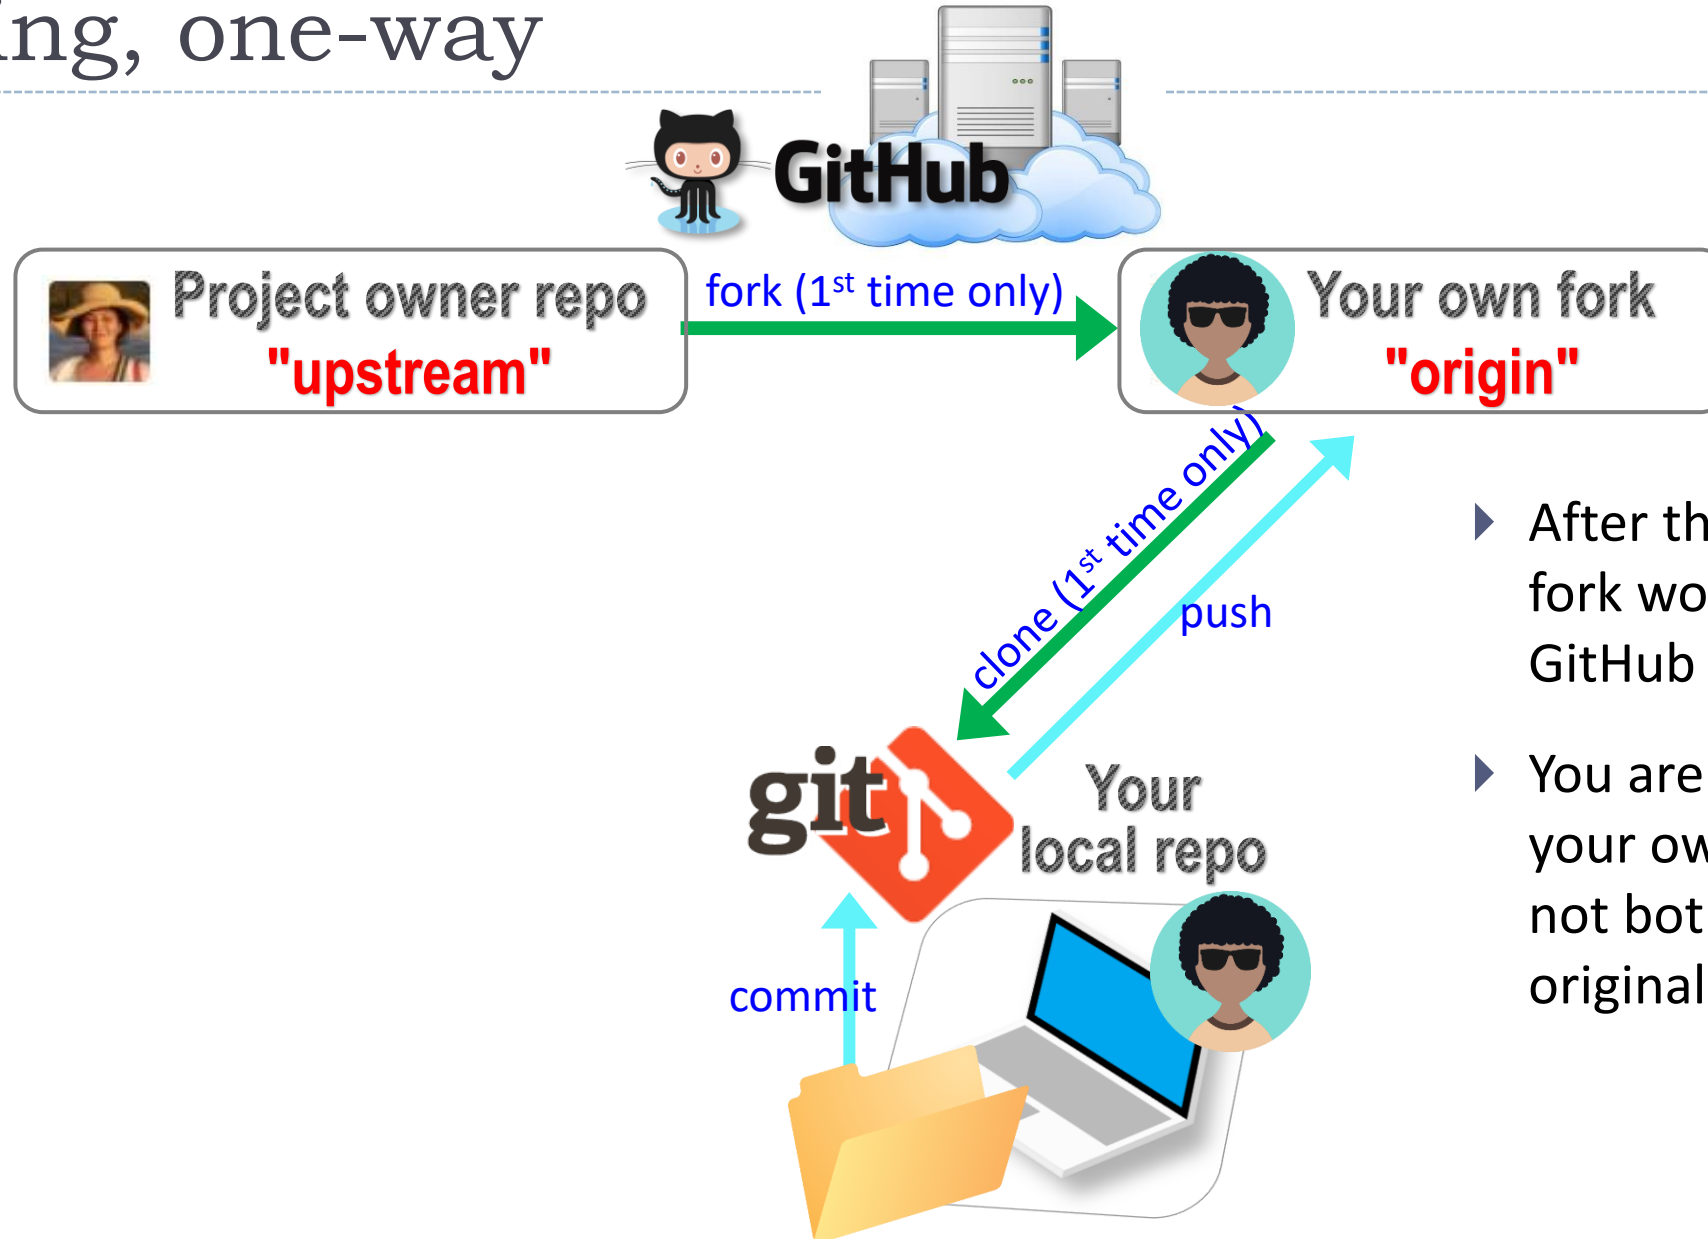 ing, one-way
GitHub
Project owner repo
"upstream"
fork (1st time only)
Your own fork
"origin"
clone (1st time only)
push
After th
fork wo
GitHub
You are
your ow
not bot
original
git
Your
local repo
commit